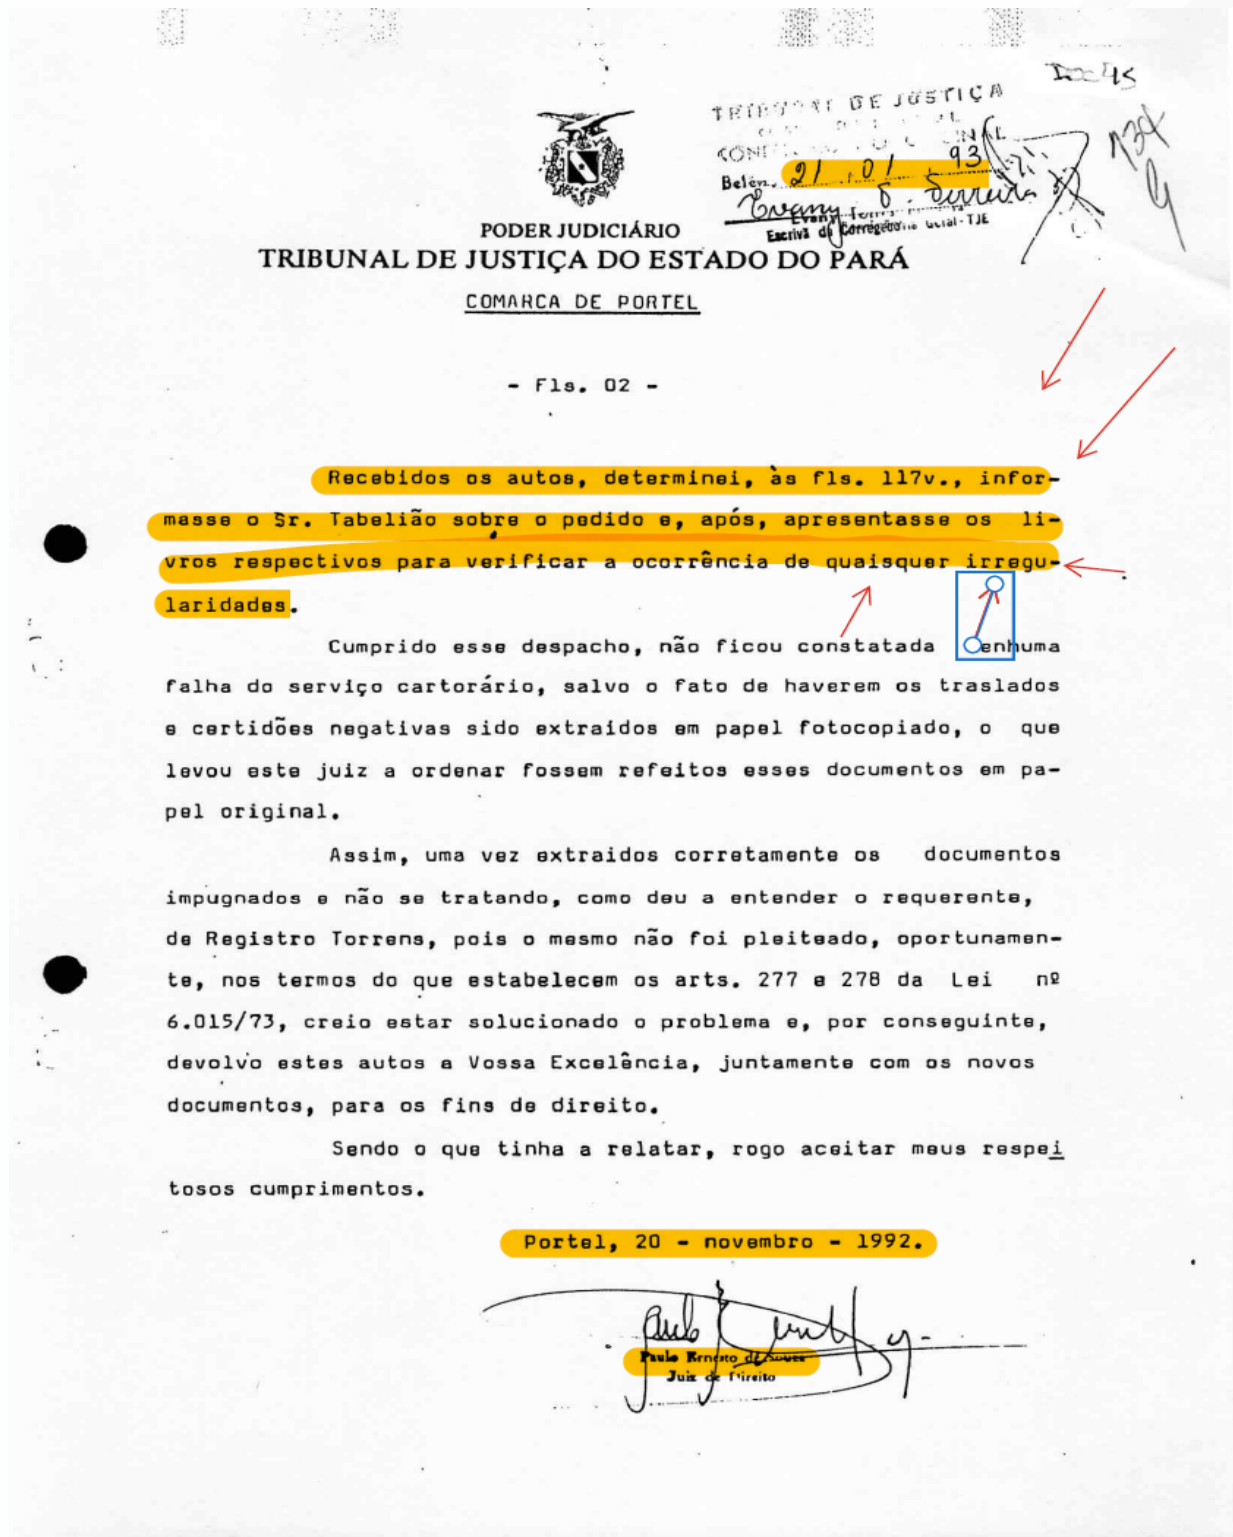 Doc 45
TRIBUNAL DE JUSTIÇA
Belém, 21 01 93
Evany F. Ferreira
Escrivã da Corregedoria Geral - TJE
PODER JUDICIÁRIO
TRIBUNAL DE JUSTIÇA DO ESTADO DO PARÁ
COMARCA DE PORTEL
- Fls. 02 -
Recebidos os autos, determinei, às fls. 117v., infor-
masse o Sr. Tabelião sobre o pedido e, após, apresentasse os li-
vros respectivos para verificar a ocorrência de quaisquer irregu-
laridades.
Cumprido esse despacho, não ficou constatada nenhuma
falha do serviço cartorário, salvo o fato de haverem os traslados
e certidões negativas sido extraidos em papel fotocopiado, o que
levou este juiz a ordenar fossem refeitos esses documentos em pa-
pel original.
Assim, uma vez extraidos corretamente os documentos
impugnados e não se tratando, como deu a entender o requerente,
de Registro Torrens, pois o mesmo não foi pleiteado, oportunamen-
te, nos termos do que estabelecem os arts. 277 e 278 da Lei nº
6.015/73, creio estar solucionado o problema e, por conseguinte,
devolvo estes autos a Vossa Excelência, juntamente com os novos
documentos, para os fins de direito.
Sendo o que tinha a relatar, rogo aceitar meus respei
tosos cumprimentos.
Portel, 20 - novembro - 1992.
Paulo Ernesto de Souza
Juiz de Direito